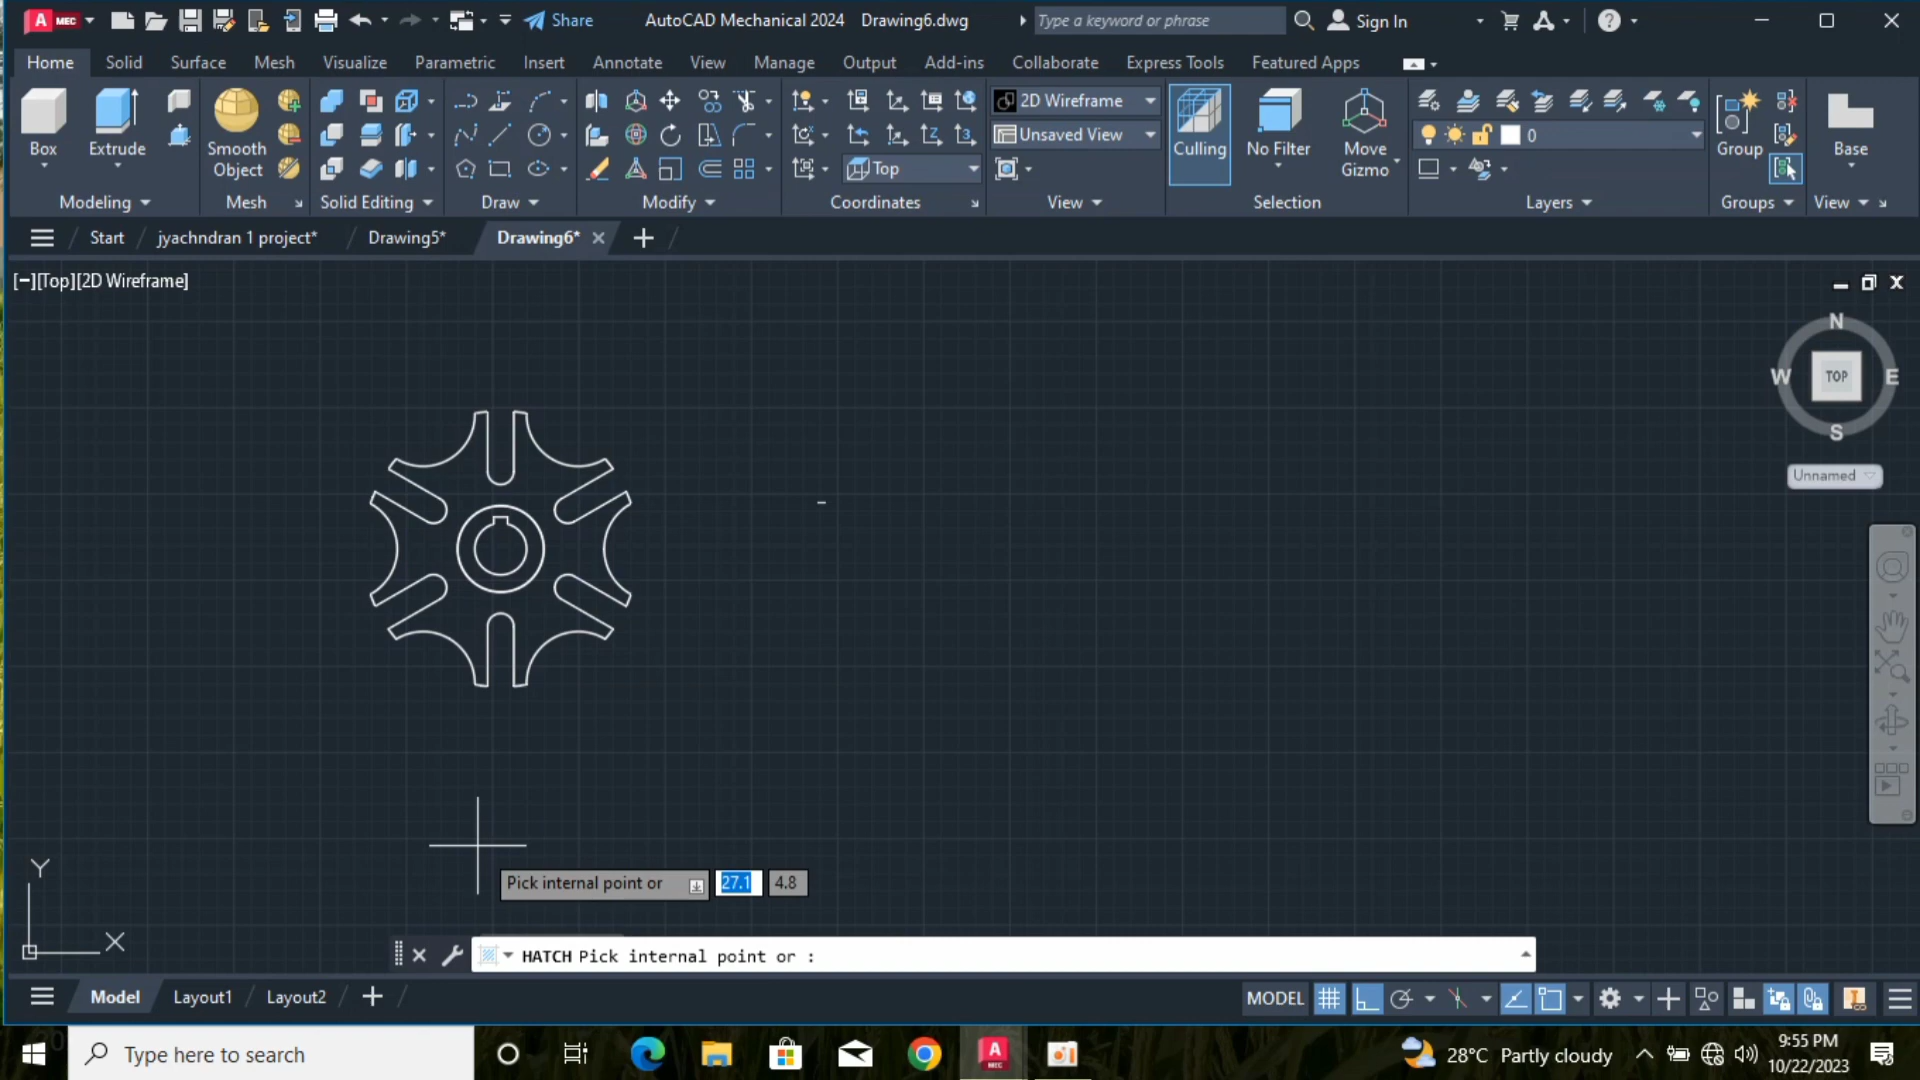 A MEC Share AutoCAD Mechanical 2024 Drawing6.dwg Type a keyword or phrase Sign In ?
Home Solid Surface Mesh Visualize Parametric Insert Annotate View Manage Output Add-ins Collaborate Express Tools Featured Apps
2D Wireframe 0
Unsaved View
Box Extrude Smooth Object Top Culling No Filter Move Gizmo Group Base
Modeling Mesh Solid Editing Draw Modify Coordinates View Selection Layers Groups View
Start jyachndran 1 project* Drawing5* Drawing6*
[−][Top][2D Wireframe]
N
W TOP E
S
Unnamed
Pick internal point or 27.1 4.8
Y
X
HATCH Pick internal point or :
Model Layout1 Layout2 MODEL
Type here to search A MEC 28°C Partly cloudy 9:55 PM
10/22/2023